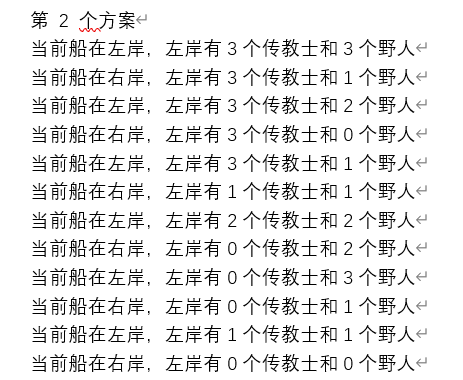 第 2 个方案
当前船在左岸，左岸有 3 个传教士和 3 个野人
当前船在右岸，左岸有 3 个传教士和 1 个野人
当前船在左岸，左岸有 3 个传教士和 2 个野人
当前船在右岸，左岸有 3 个传教士和 0 个野人
当前船在左岸，左岸有 3 个传教士和 1 个野人
当前船在右岸，左岸有 1 个传教士和 1 个野人
当前船在左岸，左岸有 2 个传教士和 2 个野人
当前船在右岸，左岸有 0 个传教士和 2 个野人
当前船在左岸，左岸有 0 个传教士和 3 个野人
当前船在右岸，左岸有 0 个传教士和 1 个野人
当前船在左岸，左岸有 1 个传教士和 1 个野人
当前船在右岸，左岸有 0 个传教士和 0 个野人